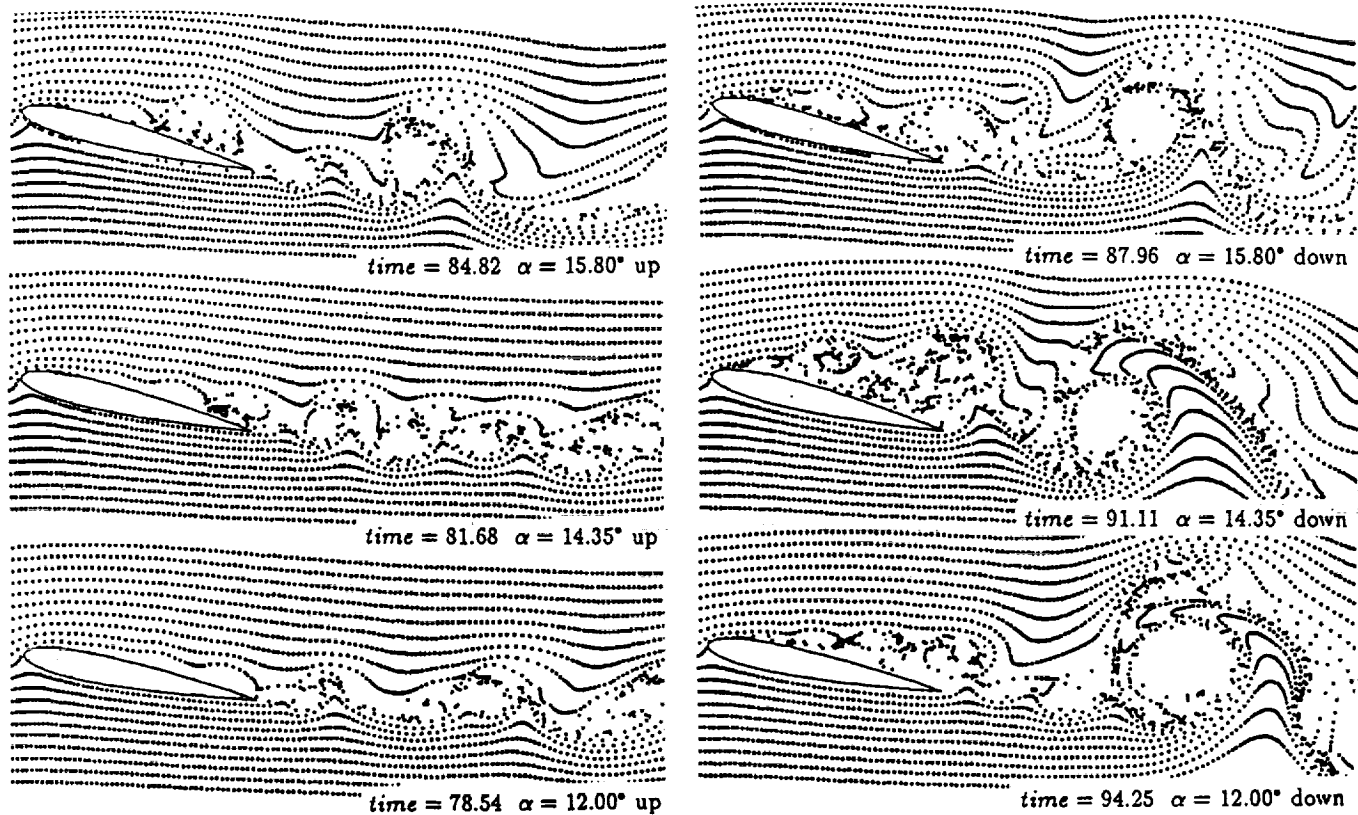 time = 84.82 α = 15.80° up
time = 87.96 α = 15.80° down
time = 81.68 α = 14.35° up
time = 91.11 α = 14.35° down
time = 78.54 α = 12.00° up
time = 94.25 α = 12.00° down